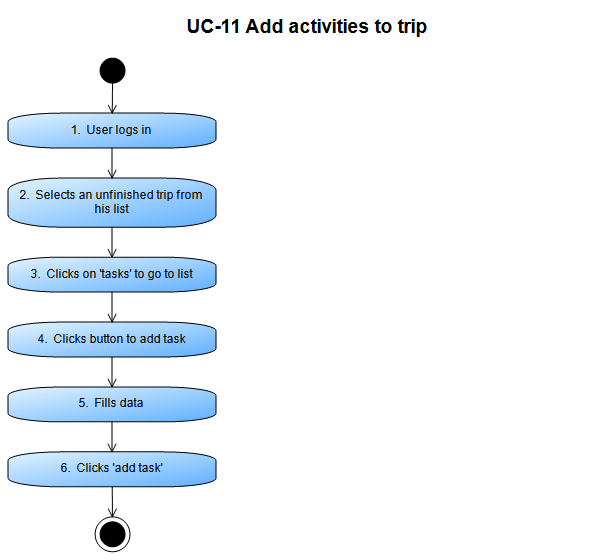 UC-11 Add activities to trip
1. User logs in
2. Selects an unfinished trip from
his list
3. Clicks on 'tasks' to go to list
4. Clicks button to add task
5. Fills data
6. Clicks 'add task'